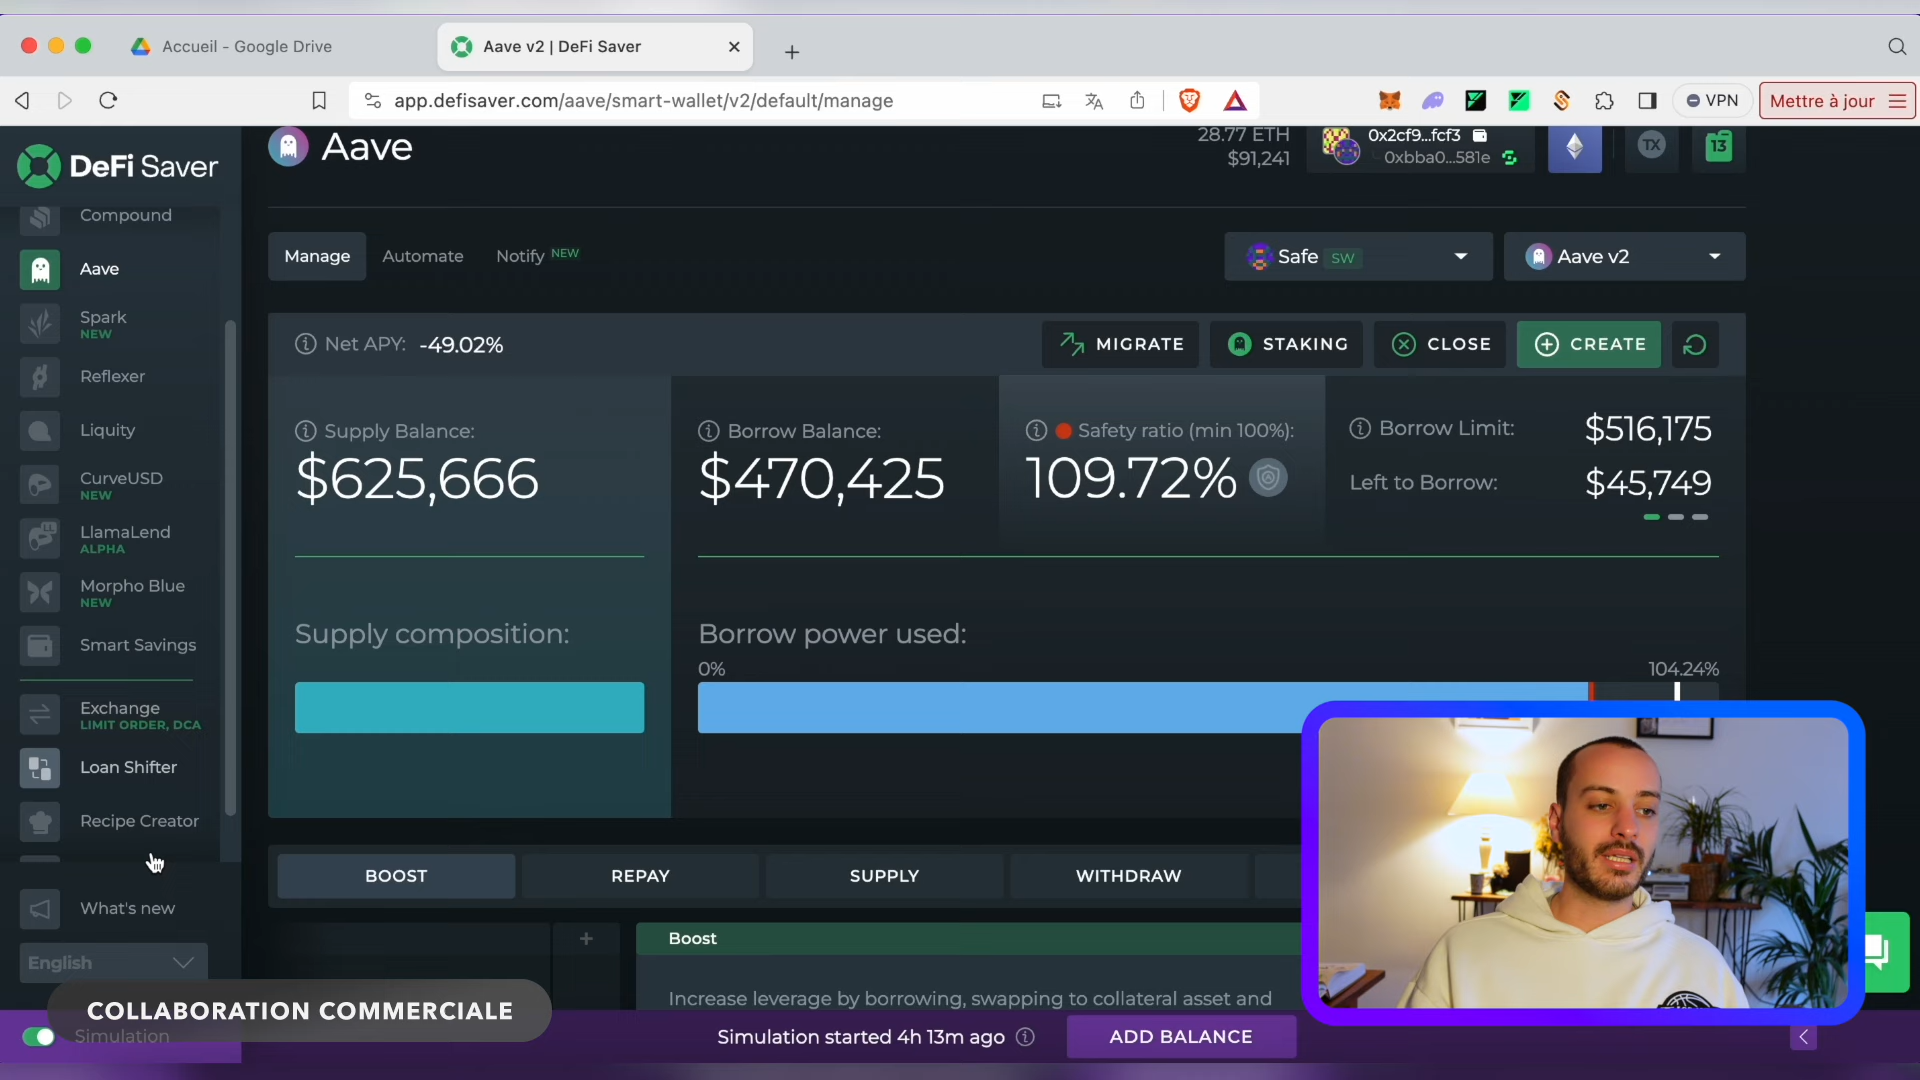 Accueil - Google Drive
Aave v2 | DeFi Saver
app.defisaver.com/aave/smart-wallet/v2/default/manage
VPN
Mettre à jour
DeFi Saver
Compound
Aave
Spark
NEW
Reflexer
Liquity
CurveUSD
NEW
LlamaLend
ALPHA
Morpho Blue
NEW
Smart Savings
Exchange
LIMIT ORDER, DCA
Loan Shifter
Recipe Creator
What's new
English
Simulation
COLLABORATION COMMERCIALE
Aave
28.77 ETH
$91,241
0x2cf9...fcf3
0xbba0...581e
TX
13
Manage
Automate
Notify NEW
Safe SW
Aave v2
Net APY: -49.02%
MIGRATE
STAKING
CLOSE
CREATE
Supply Balance:
$625,666
Borrow Balance:
$470,425
Safety ratio (min 100%):
109.72%
Borrow Limit: $516,175
Left to Borrow: $45,749
Supply composition:
Borrow power used:
0%
104.24%
BOOST
REPAY
SUPPLY
WITHDRAW
Boost
Increase leverage by borrowing, swapping to collateral asset and
Simulation started 4h 13m ago
ADD BALANCE